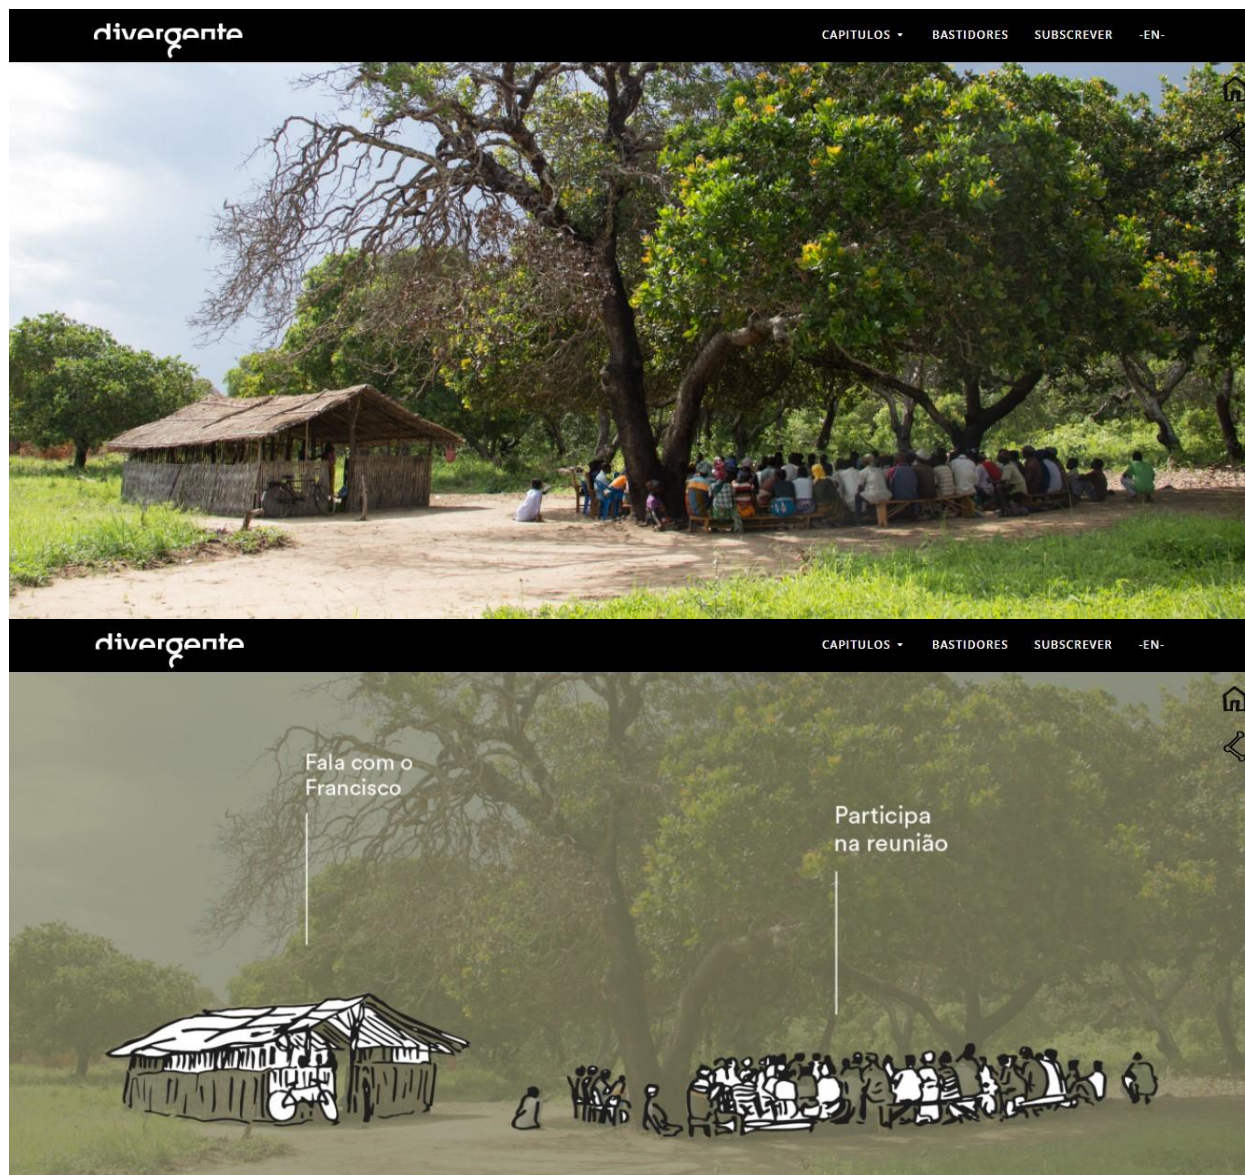 divergente
CAPITULOS BASTIDORES SUBSCREVER -EN-
divergente
CAPITULOS BASTIDORES SUBSCREVER -EN-
Fala com o
Francisco
Participa
na reunião